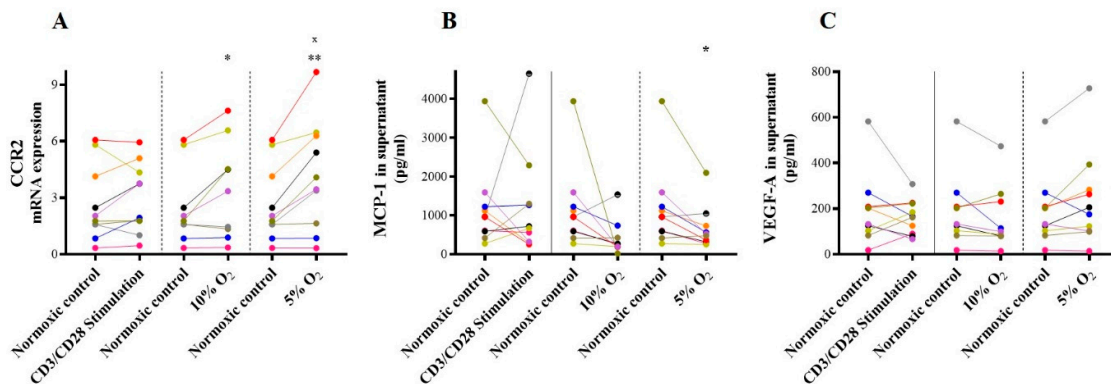 A
B
C
x
*
**
*
CCR2
mRNA expression
9
6
3
0
Normoxic control
CD3/CD28 Stimulation
Normoxic control
10% O2
Normoxic control
5% O2
MCP-1 in supernatant
(pg/ml)
4000
3000
2000
1000
0
Normoxic control
CD3/CD28 Stimulation
Normoxic control
10% O2
Normoxic control
5% O2
VEGF-A in supernatant
(pg/ml)
800
600
400
200
0
Normoxic control
CD3/CD28 Stimulation
Normoxic control
10% O2
Normoxic control
5% O2